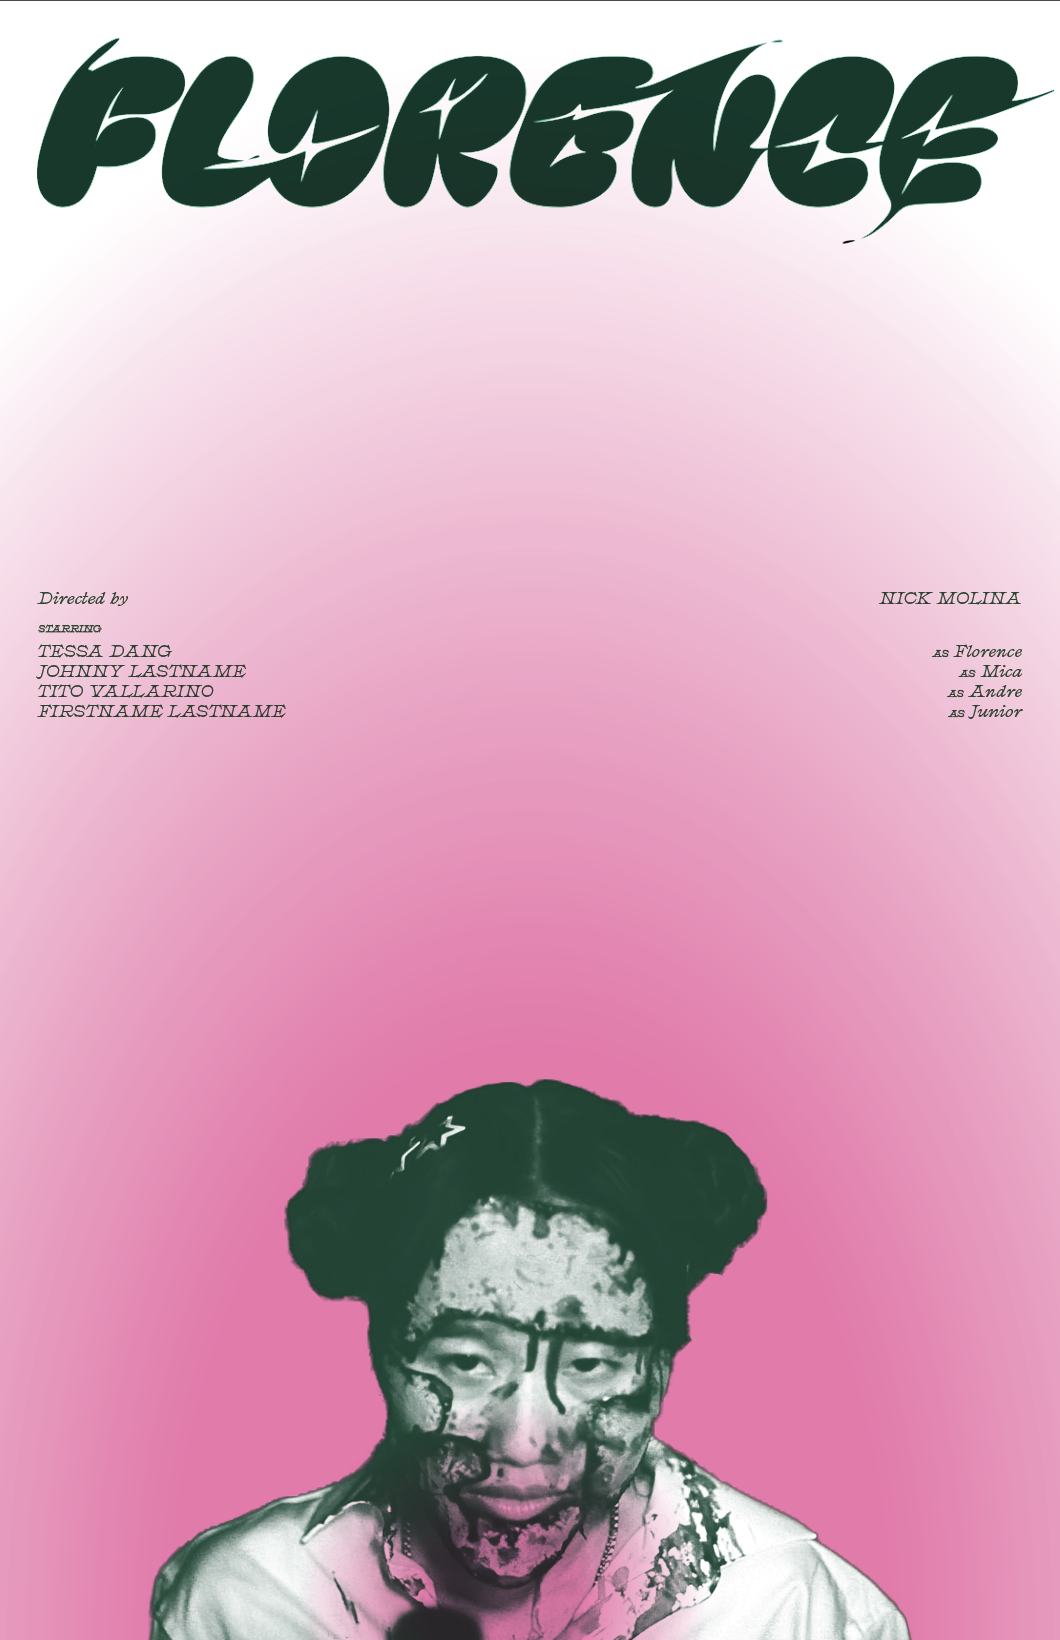 FLORENCE
Directed by NICK MOLINA
STARRING
TESSA DANG AS Florence
JOHNNY LASTNAME AS Mica
TITO VALLARINO AS Andre
FIRSTNAME LASTNAME AS Junior